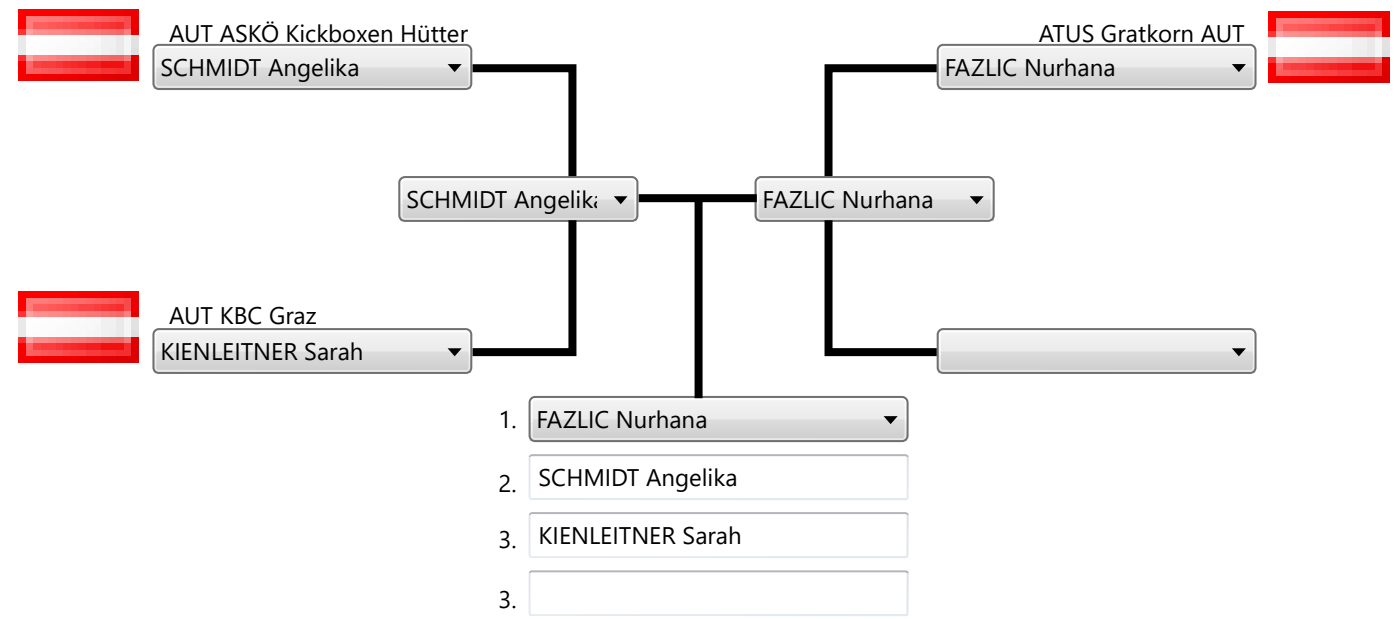 AUT ASKÖ Kickboxen Hütter
SCHMIDT Angelika
ATUS Gratkorn AUT
FAZLIC Nurhana
SCHMIDT Angelika
FAZLIC Nurhana
AUT KBC Graz
KIENLEITNER Sarah
1. FAZLIC Nurhana
2. SCHMIDT Angelika
3. KIENLEITNER Sarah
3.